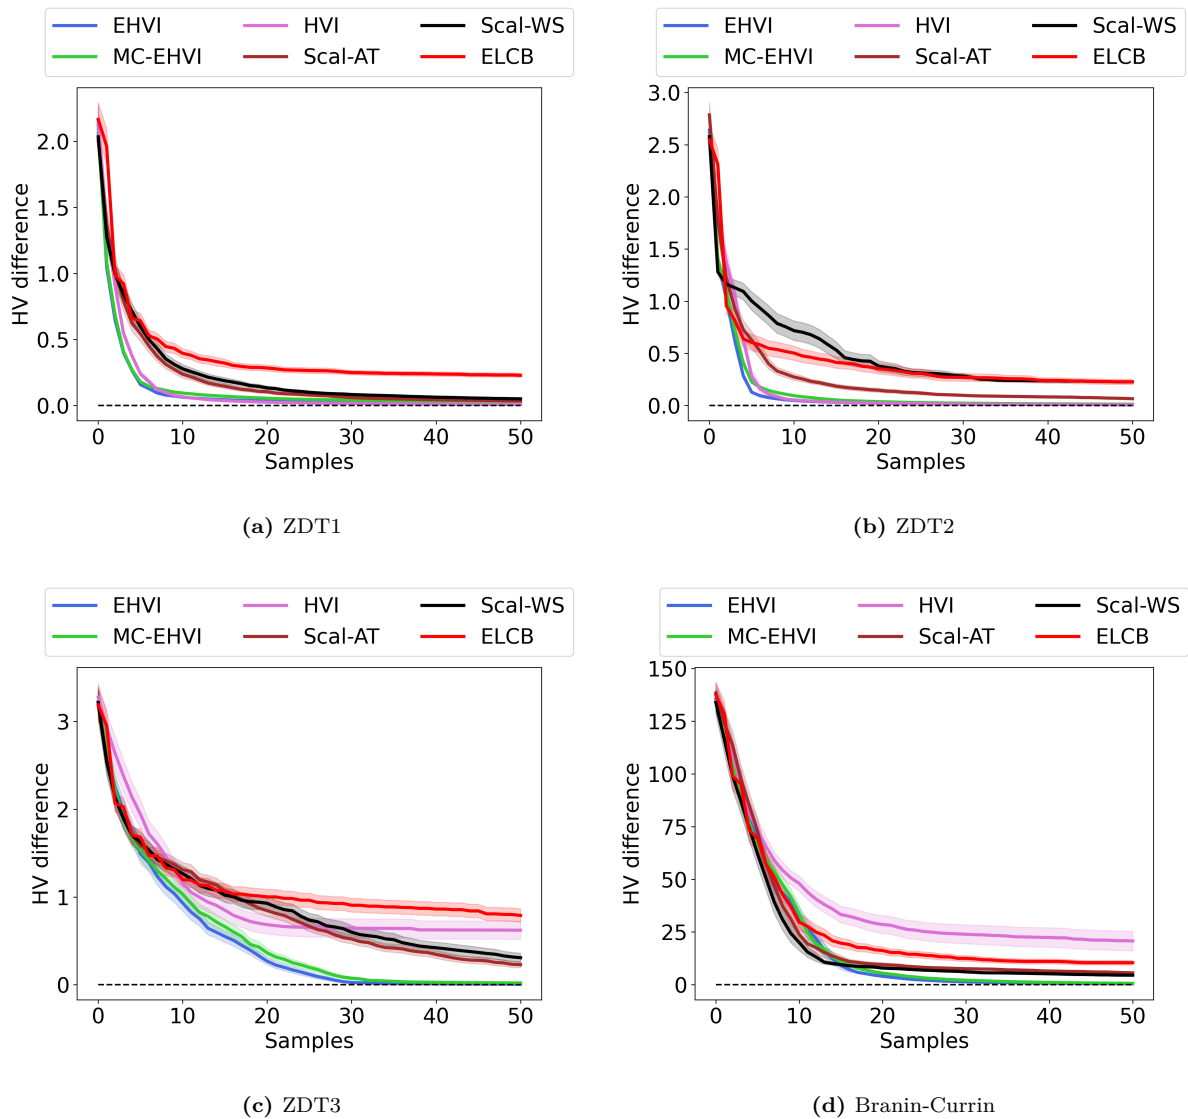 EHVI HVI Scal-WS
MC-EHVI Scal-AT ELCB
2.0
1.5
1.0
0.5
0.0
HV difference
0 10 20 30 40 50
Samples
(a) ZDT1
EHVI HVI Scal-WS
MC-EHVI Scal-AT ELCB
3.0
2.5
2.0
1.5
1.0
0.5
0.0
HV difference
0 10 20 30 40 50
Samples
(b) ZDT2
EHVI HVI Scal-WS
MC-EHVI Scal-AT ELCB
3
2
1
0
HV difference
0 10 20 30 40 50
Samples
(c) ZDT3
EHVI HVI Scal-WS
MC-EHVI Scal-AT ELCB
150
125
100
75
50
25
0
HV difference
0 10 20 30 40 50
Samples
(d) Branin-Currin